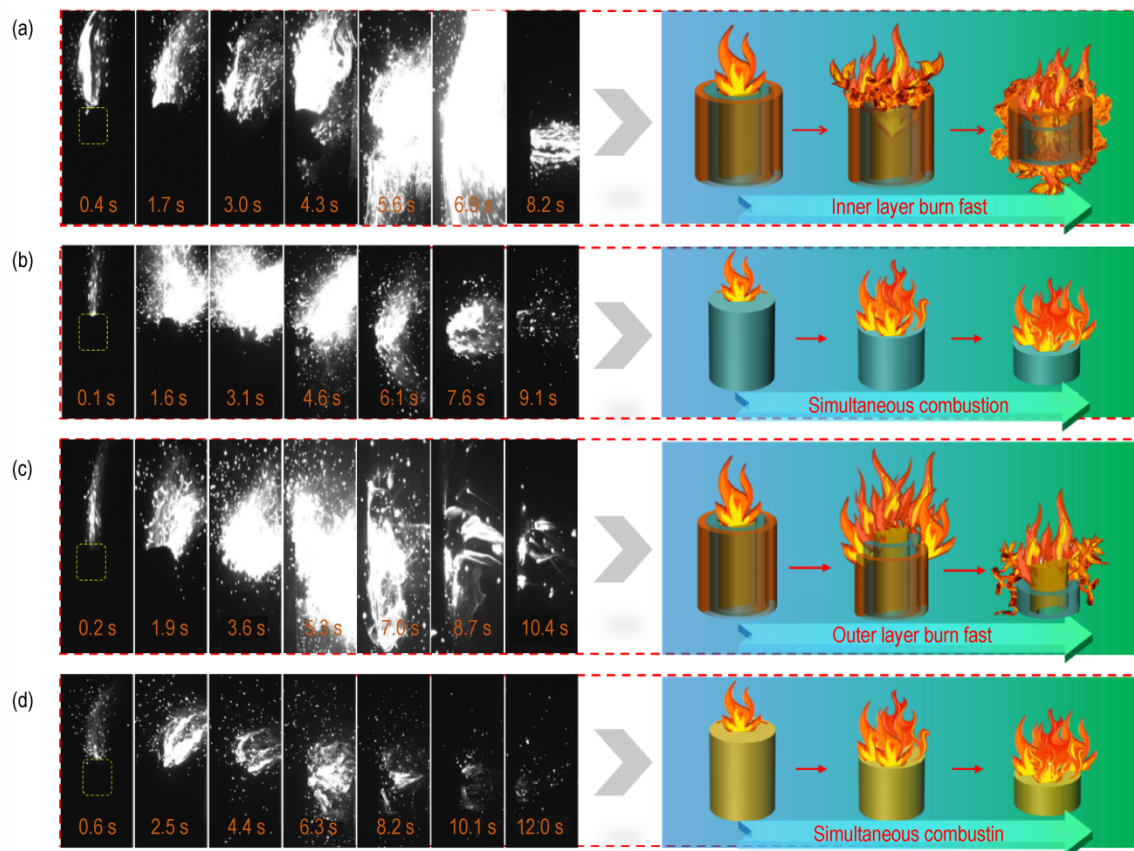 (a)
0.4 s 1.7 s 3.0 s 4.3 s 5.6 s 6.9 s 8.2 s
Inner layer burn fast
(b)
0.1 s 1.6 s 3.1 s 4.6 s 6.1 s 7.6 s 9.1 s
Simultaneous combustion
(c)
0.2 s 1.9 s 3.6 s 5.3 s 7.0 s 8.7 s 10.4 s
Outer layer burn fast
(d)
0.6 s 2.5 s 4.4 s 6.3 s 8.2 s 10.1 s 12.0 s
Simultaneous combustin